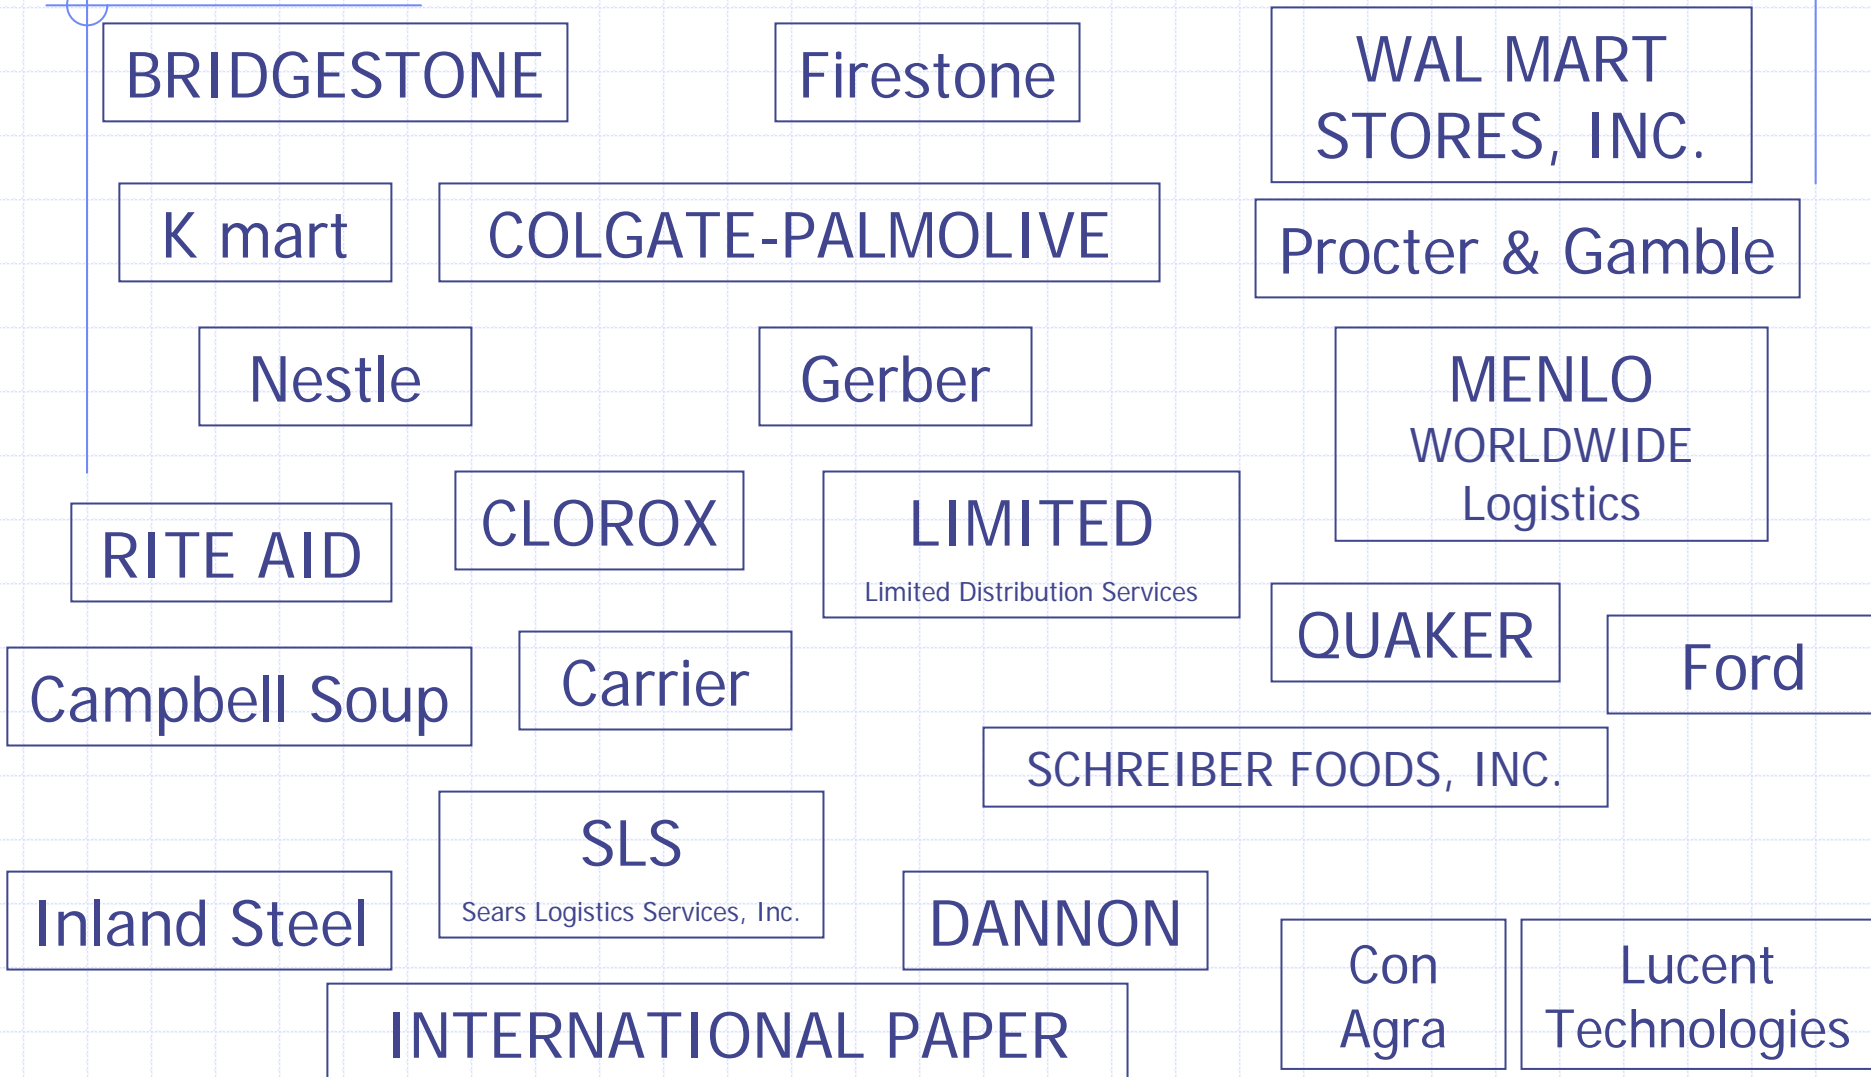 BRIDGESTONE
Firestone
WAL MART
STORES, INC.
K mart
COLGATE-PALMOLIVE
Procter & Gamble
Nestle
Gerber
MENLO
WORLDWIDE
Logistics
RITE AID
CLOROX
LIMITED
Limited Distribution Services
QUAKER
Ford
Campbell Soup
Carrier
SCHREIBER FOODS, INC.
SLS
Sears Logistics Services, Inc.
Inland Steel
DANNON
Con
Agra
Lucent
Technologies
INTERNATIONAL PAPER